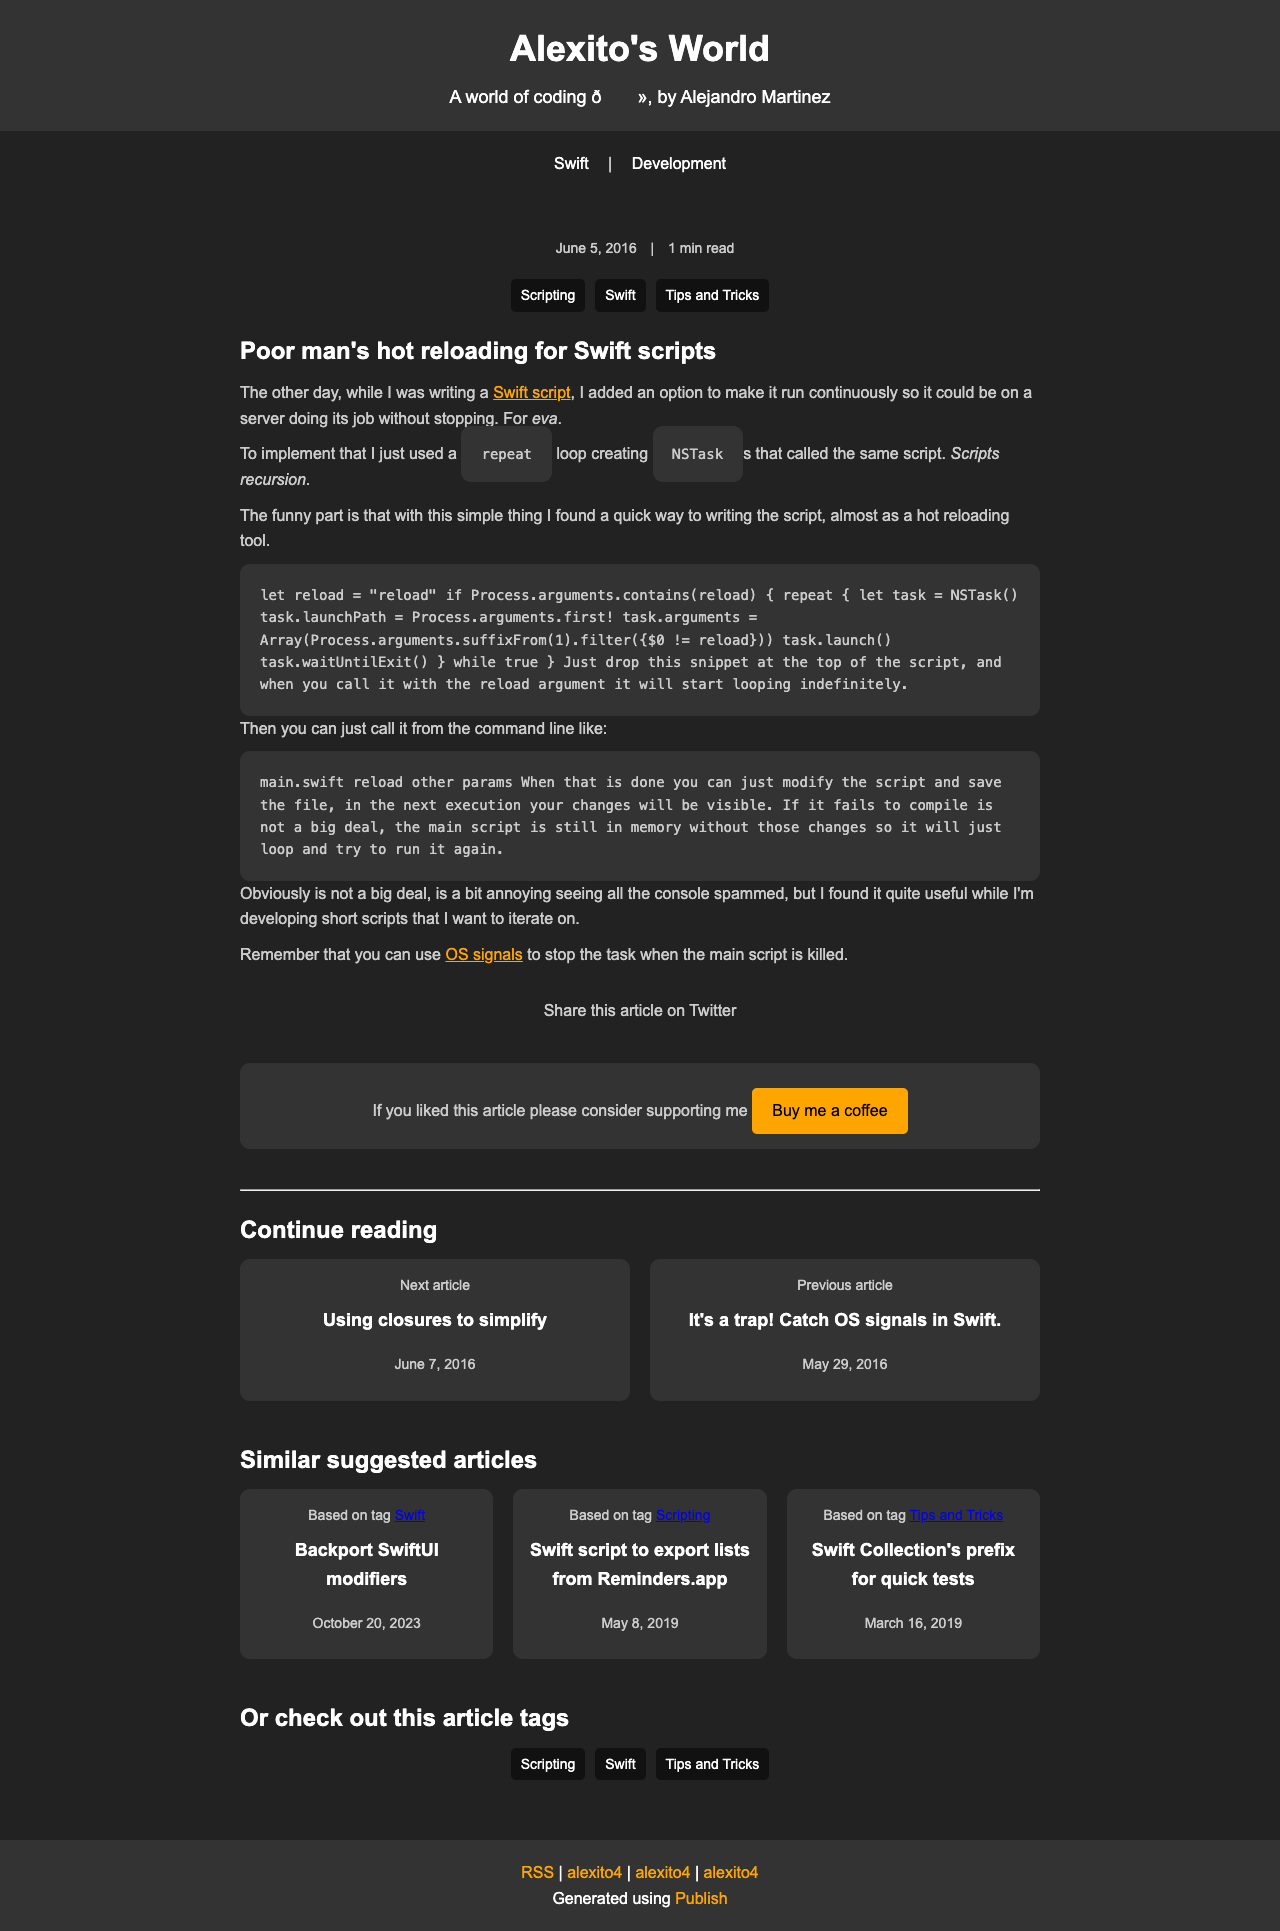 Alexito's World
A world of coding ð », by Alejandro Martinez
Swift | Development
June 5, 2016 | 1 min read
Scripting Swift Tips and Tricks
Poor man's hot reloading for Swift scripts
The other day, while I was writing a Swift script, I added an option to make it run continuously so it could be on a
server doing its job without stopping. For eva.
To implement that I just used a repeat loop creating NSTask s that called the same script. Scripts
recursion.
The funny part is that with this simple thing I found a quick way to writing the script, almost as a hot reloading
tool.
let reload = "reload" if Process.arguments.contains(reload) { repeat { let task = NSTask()
task.launchPath = Process.arguments.first! task.arguments =
Array(Process.arguments.suffixFrom(1).filter({$0 != reload})) task.launch()
task.waitUntilExit() } while true } Just drop this snippet at the top of the script, and
when you call it with the reload argument it will start looping indefinitely.
Then you can just call it from the command line like:
main.swift reload other params When that is done you can just modify the script and save
the file, in the next execution your changes will be visible. If it fails to compile is
not a big deal, the main script is still in memory without those changes so it will just
loop and try to run it again.
Obviously is not a big deal, is a bit annoying seeing all the console spammed, but I found it quite useful while I'm
developing short scripts that I want to iterate on.
Remember that you can use OS signals to stop the task when the main script is killed.
Share this article on Twitter
If you liked this article please consider supporting me Buy me a coffee
Continue reading
Next article
Using closures to simplify
June 7, 2016
Previous article
It's a trap! Catch OS signals in Swift.
May 29, 2016
Similar suggested articles
Based on tag Swift
Backport SwiftUI
modifiers
October 20, 2023
Based on tag Scripting
Swift script to export lists
from Reminders.app
May 8, 2019
Based on tag Tips and Tricks
Swift Collection's prefix
for quick tests
March 16, 2019
Or check out this article tags
Scripting Swift Tips and Tricks
RSS | alexito4 | alexito4 | alexito4
Generated using Publish